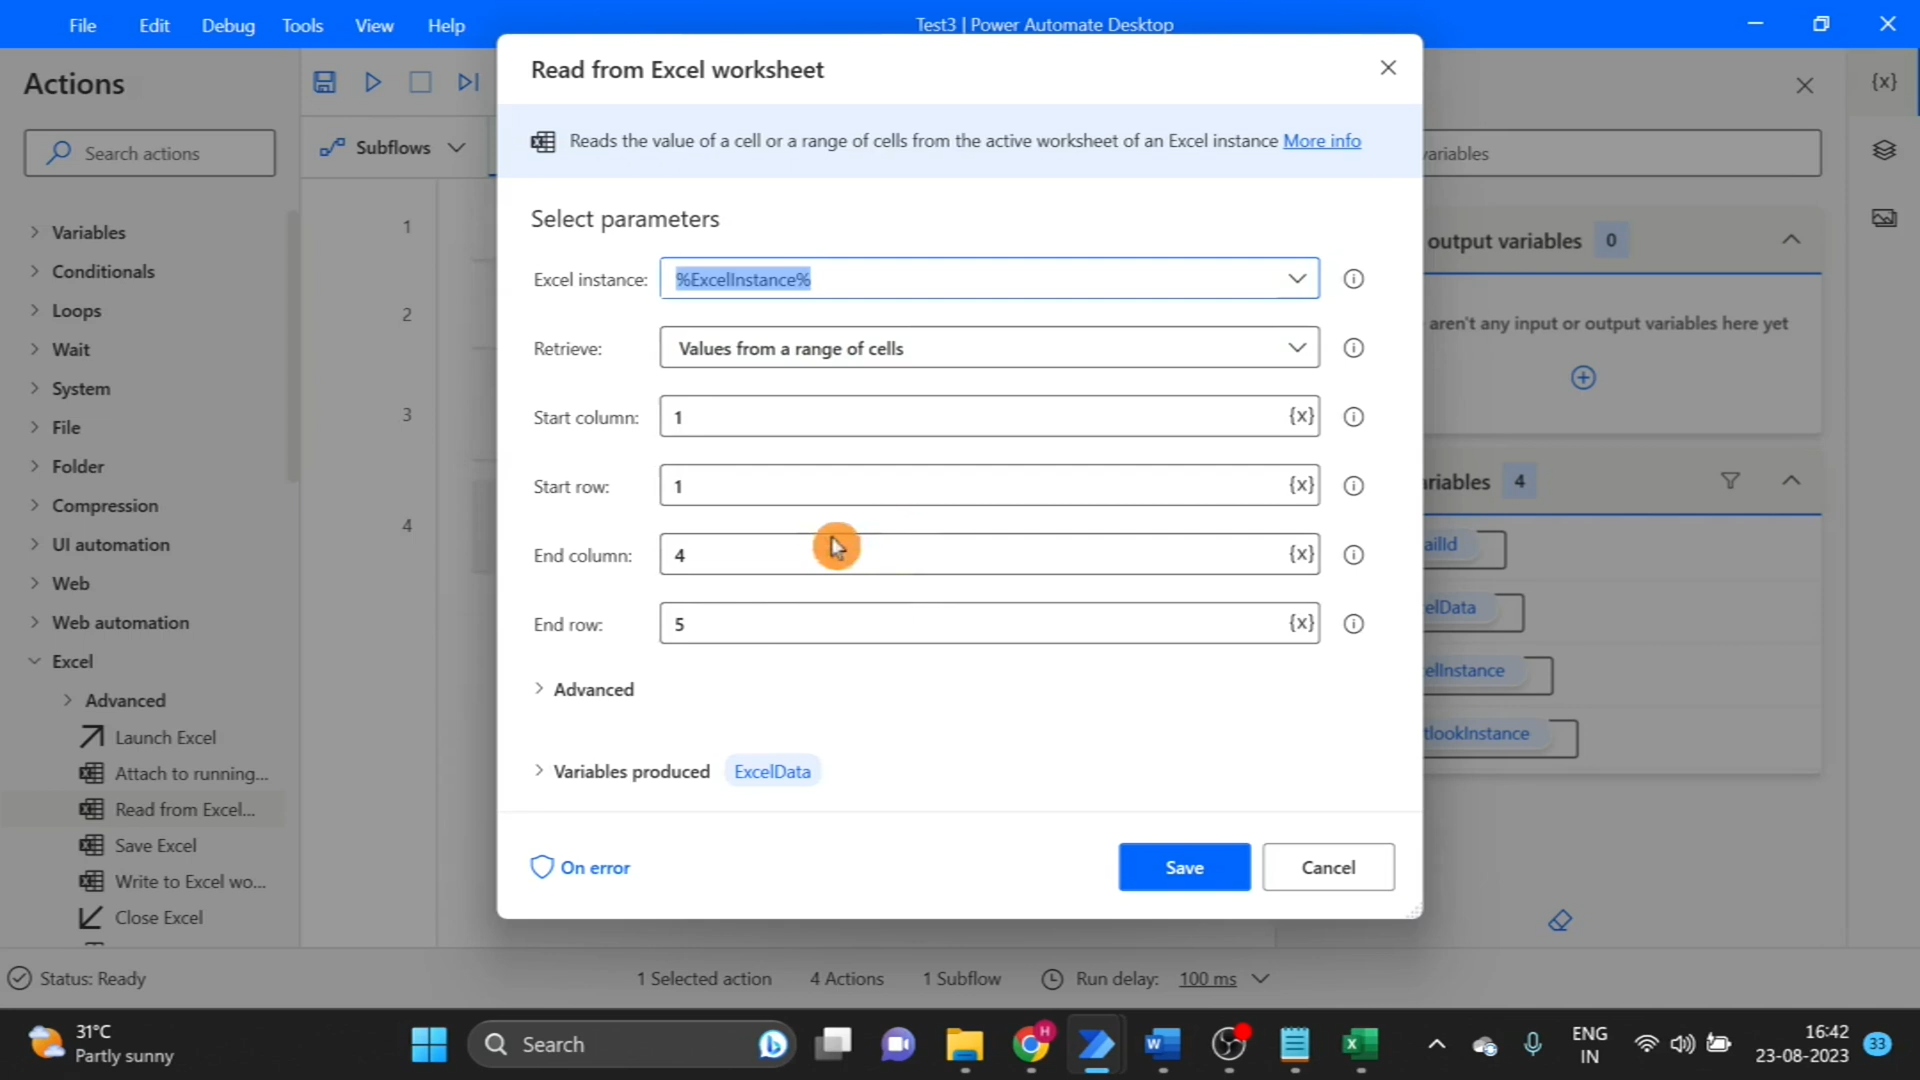 File Edit Debug Tools View Help
Test3 | Power Automate Desktop
Actions
Search actions
Subflows
Variables
Conditionals
Loops
Wait
System
File
Folder
Compression
UI automation
Web
Web automation
Excel
Advanced
Launch Excel
Attach to running...
Read from Excel...
Save Excel
Write to Excel wo...
Close Excel
1
2
3
4
Read from Excel worksheet
Reads the value of a cell or a range of cells from the active worksheet of an Excel instance More info
Select parameters
Excel instance: %ExcelInstance%
Retrieve: Values from a range of cells
Start column: 1 {x}
Start row: 1 {x}
End column: 4 {x}
End row: 5 {x}
Advanced
Variables produced ExcelData
On error
Save Cancel
{x}
variables
output variables 0
aren't any input or output variables here yet
riables 4
ailId
elData
elInstance
tlookInstance
Status: Ready 1 Selected action 4 Actions 1 Subflow Run delay: 100 ms
31°C
Partly sunny
Search
H
ENG
IN
16:42
23-08-2023
33